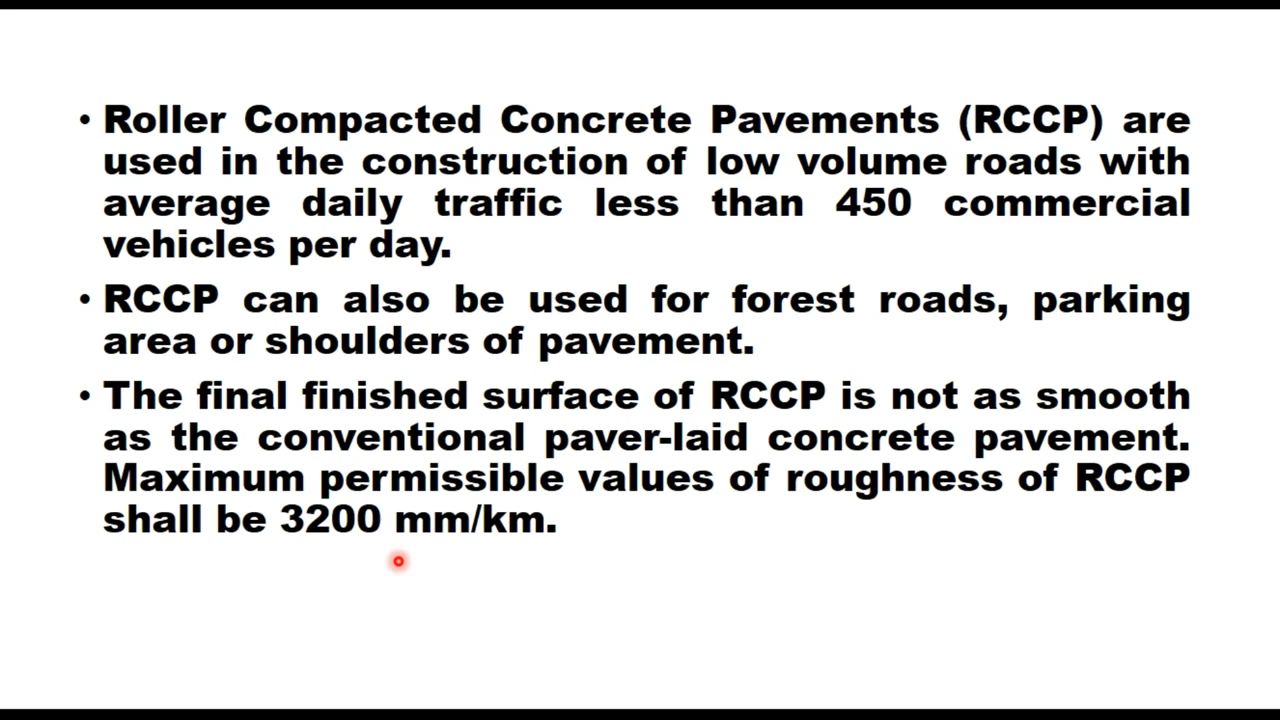 • Roller Compacted Concrete Pavements (RCCP) are
used in the construction of low volume roads with
average daily traffic less than 450 commercial
vehicles per day.
• RCCP can also be used for forest roads, parking
area or shoulders of pavement.
• The final finished surface of RCCP is not as smooth
as the conventional paver-laid concrete pavement.
Maximum permissible values of roughness of RCCP
shall be 3200 mm/km.